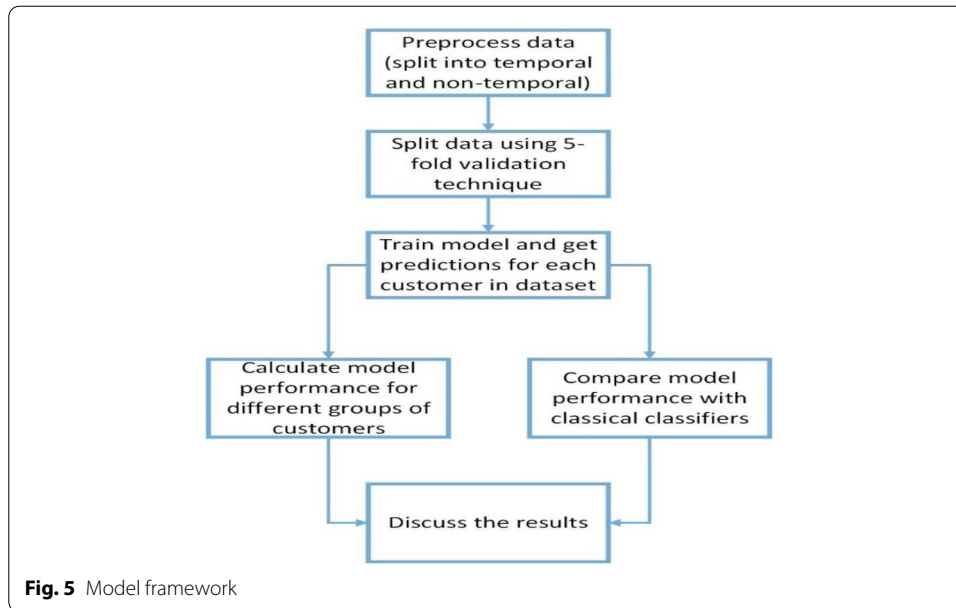 Preprocess data
(split into temporal
and non-temporal)
Split data using 5-
fold validation
technique
Train model and get
predictions for each
customer in dataset
Calculate model
performance for
different groups of
customers
Compare model
performance with
classical classifiers
Discuss the results
Fig. 5 Model framework